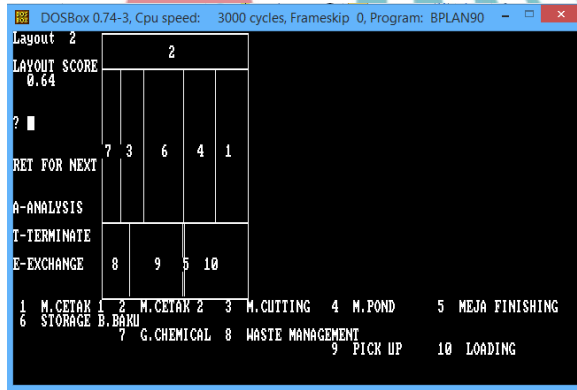 DOSBox 0.74-3, Cpu speed: 3000 cycles, Frameskip 0, Program: BPLAN90
Layout 2
2
LAYOUT SCORE
0.64
? 
7 3 6 4 1
RET FOR NEXT
A-ANALYSIS
T-TERMINATE
E-EXCHANGE 8 9 5 10
1 M.CETAK 1 2 M.CETAK 2 3 M.CUTTING 4 M.POND 5 MEJA FINISHING
6 STORAGE B.BAKU
7 G.CHEMICAL 8 WASTE MANAGEMENT
9 PICK UP 10 LOADING